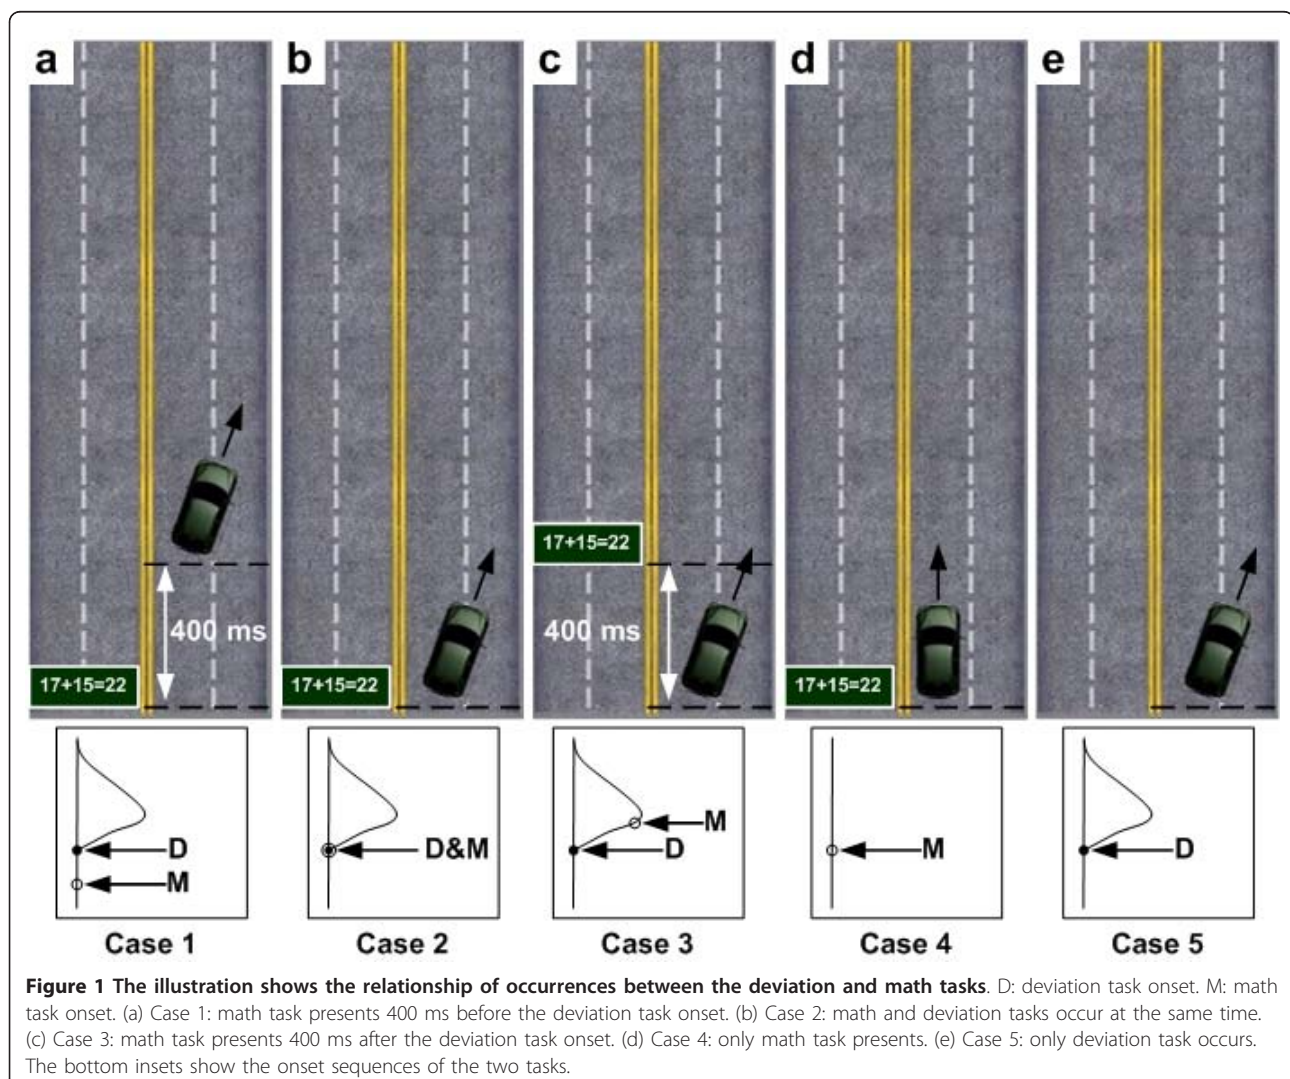 a
b
c
d
e
400 ms
17+15=22
17+15=22
17+15=22
400 ms
17+15=22
D
M
D&M
M
D
M
D
Case 1
Case 2
Case 3
Case 4
Case 5
Figure 1 The illustration shows the relationship of occurrences between the deviation and math tasks. D: deviation task onset. M: math
task onset. (a) Case 1: math task presents 400 ms before the deviation task onset. (b) Case 2: math and deviation tasks occur at the same time.
(c) Case 3: math task presents 400 ms after the deviation task onset. (d) Case 4: only math task presents. (e) Case 5: only deviation task occurs.
The bottom insets show the onset sequences of the two tasks.